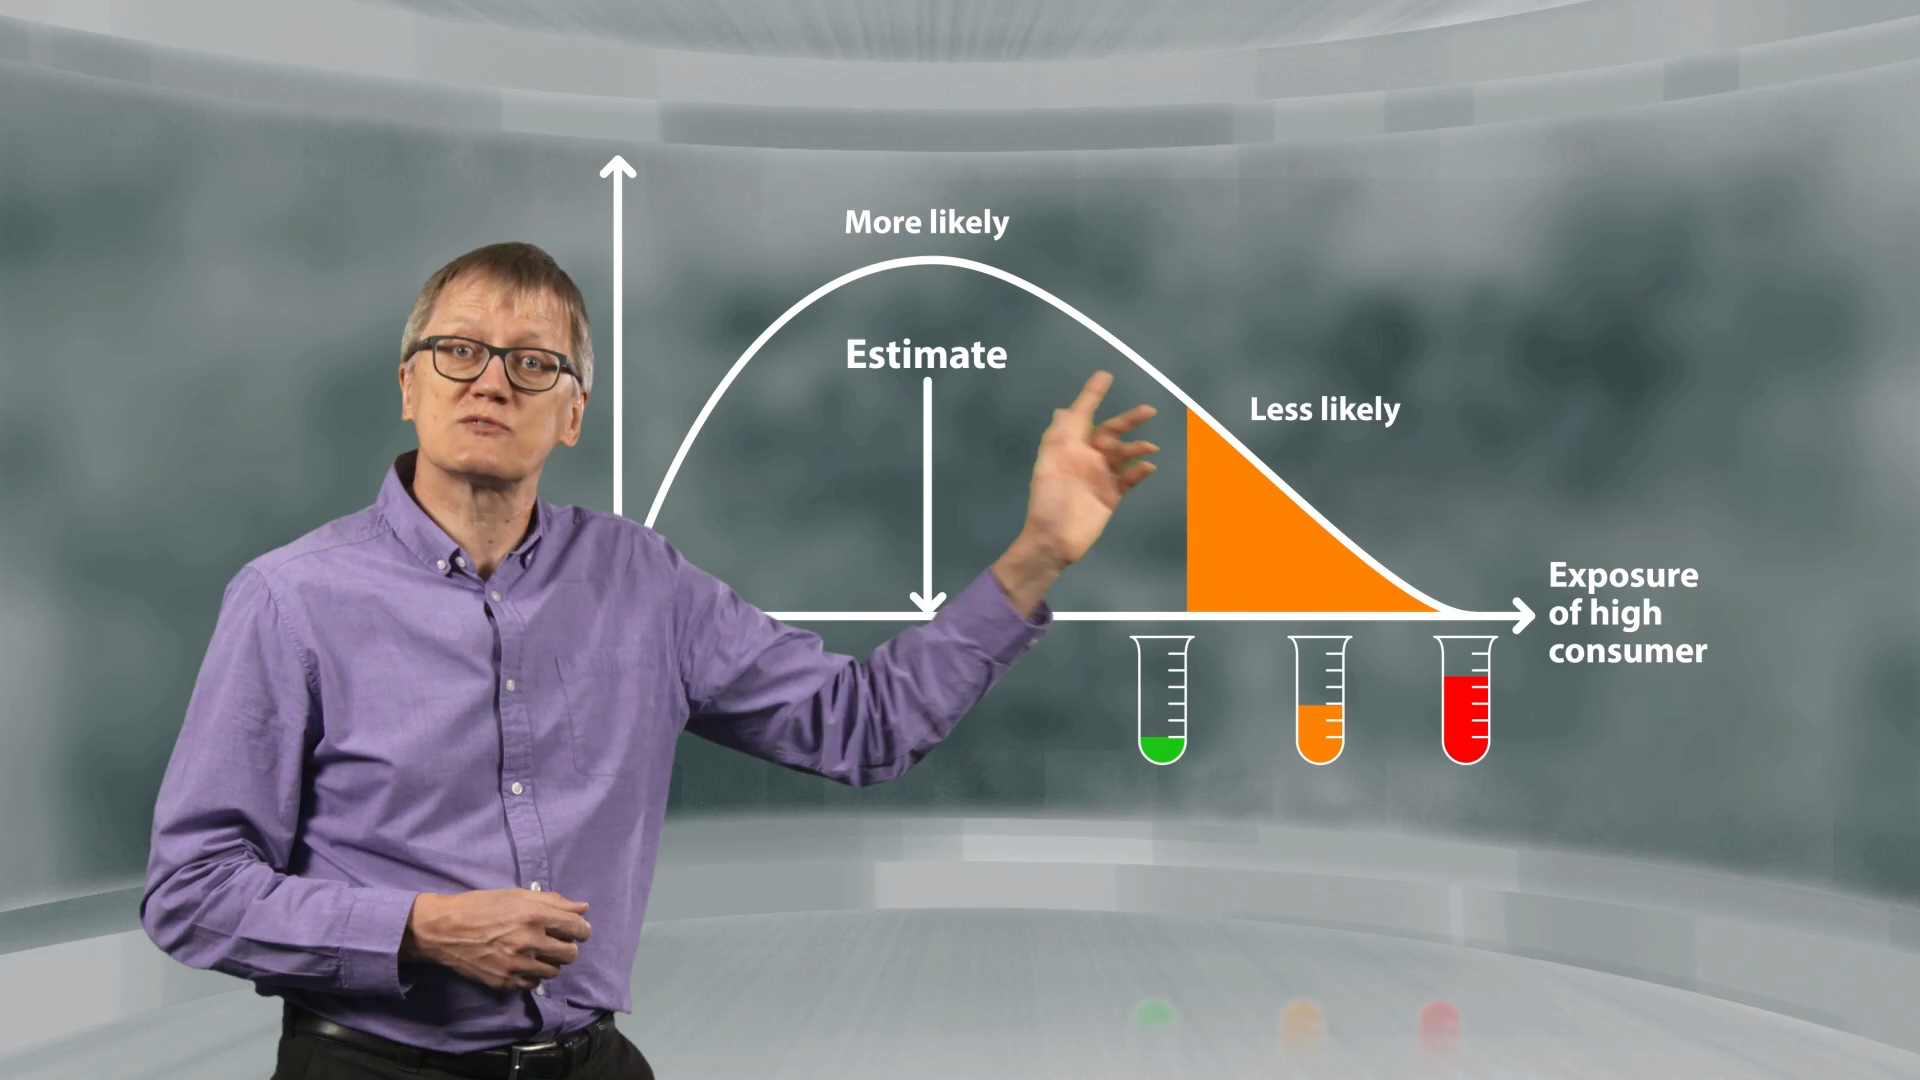 More likely
Estimate
Less likely
Exposure
of high
consumer